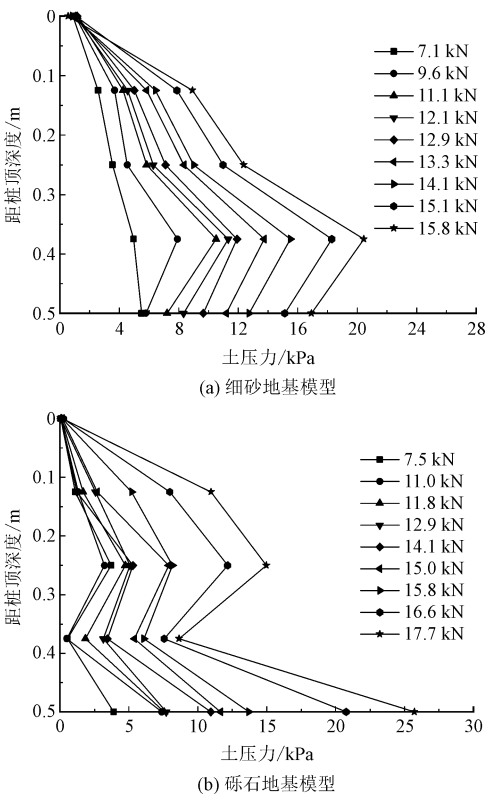 0
0.1
0.2
0.3
0.4
0.5
距桩顶深度/m
7.1 kN
9.6 kN
11.1 kN
12.1 kN
12.9 kN
13.3 kN
14.1 kN
15.1 kN
15.8 kN
0 4 8 12 16 20 24 28
土压力/kPa
(a) 细砂地基模型
0
0.1
0.2
0.3
0.4
0.5
距桩顶深度/m
7.5 kN
11.0 kN
11.8 kN
12.9 kN
14.1 kN
15.0 kN
15.8 kN
16.6 kN
17.7 kN
0 5 10 15 20 25 30
土压力/kPa
(b) 砾石地基模型